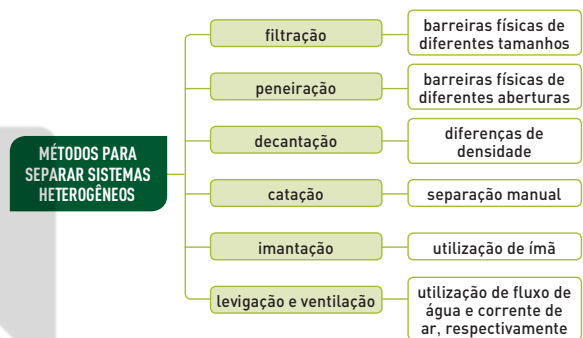 MÉTODOS PARA
SEPARAR SISTEMAS
HETEROGÊNEOS
filtração
barreiras físicas de
diferentes tamanhos
peneiração
barreiras físicas de
diferentes aberturas
decantação
diferenças de
densidade
catação
separação manual
imantação
utilização de ímã
levigação e ventilação
utilização de fluxo de
água e corrente de
ar, respectivamente